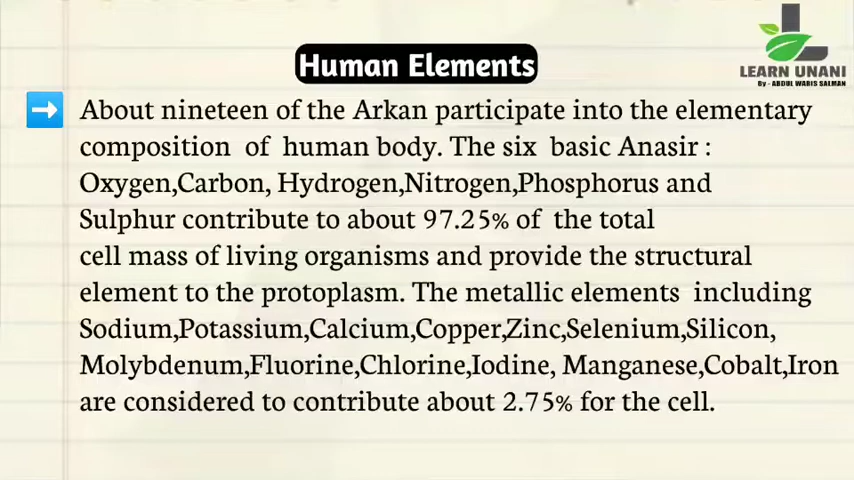 Human Elements
LEARN UNANI
By - ABDUL WARIS SALMAN
About nineteen of the Arkan participate into the elementary
composition of human body. The six basic Anasir :
Oxygen,Carbon, Hydrogen,Nitrogen,Phosphorus and
Sulphur contribute to about 97.25% of the total
cell mass of living organisms and provide the structural
element to the protoplasm. The metallic elements including
Sodium,Potassium,Calcium,Copper,Zinc,Selenium,Silicon,
Molybdenum,Fluorine,Chlorine,Iodine, Manganese,Cobalt,Iron
are considered to contribute about 2.75% for the cell.